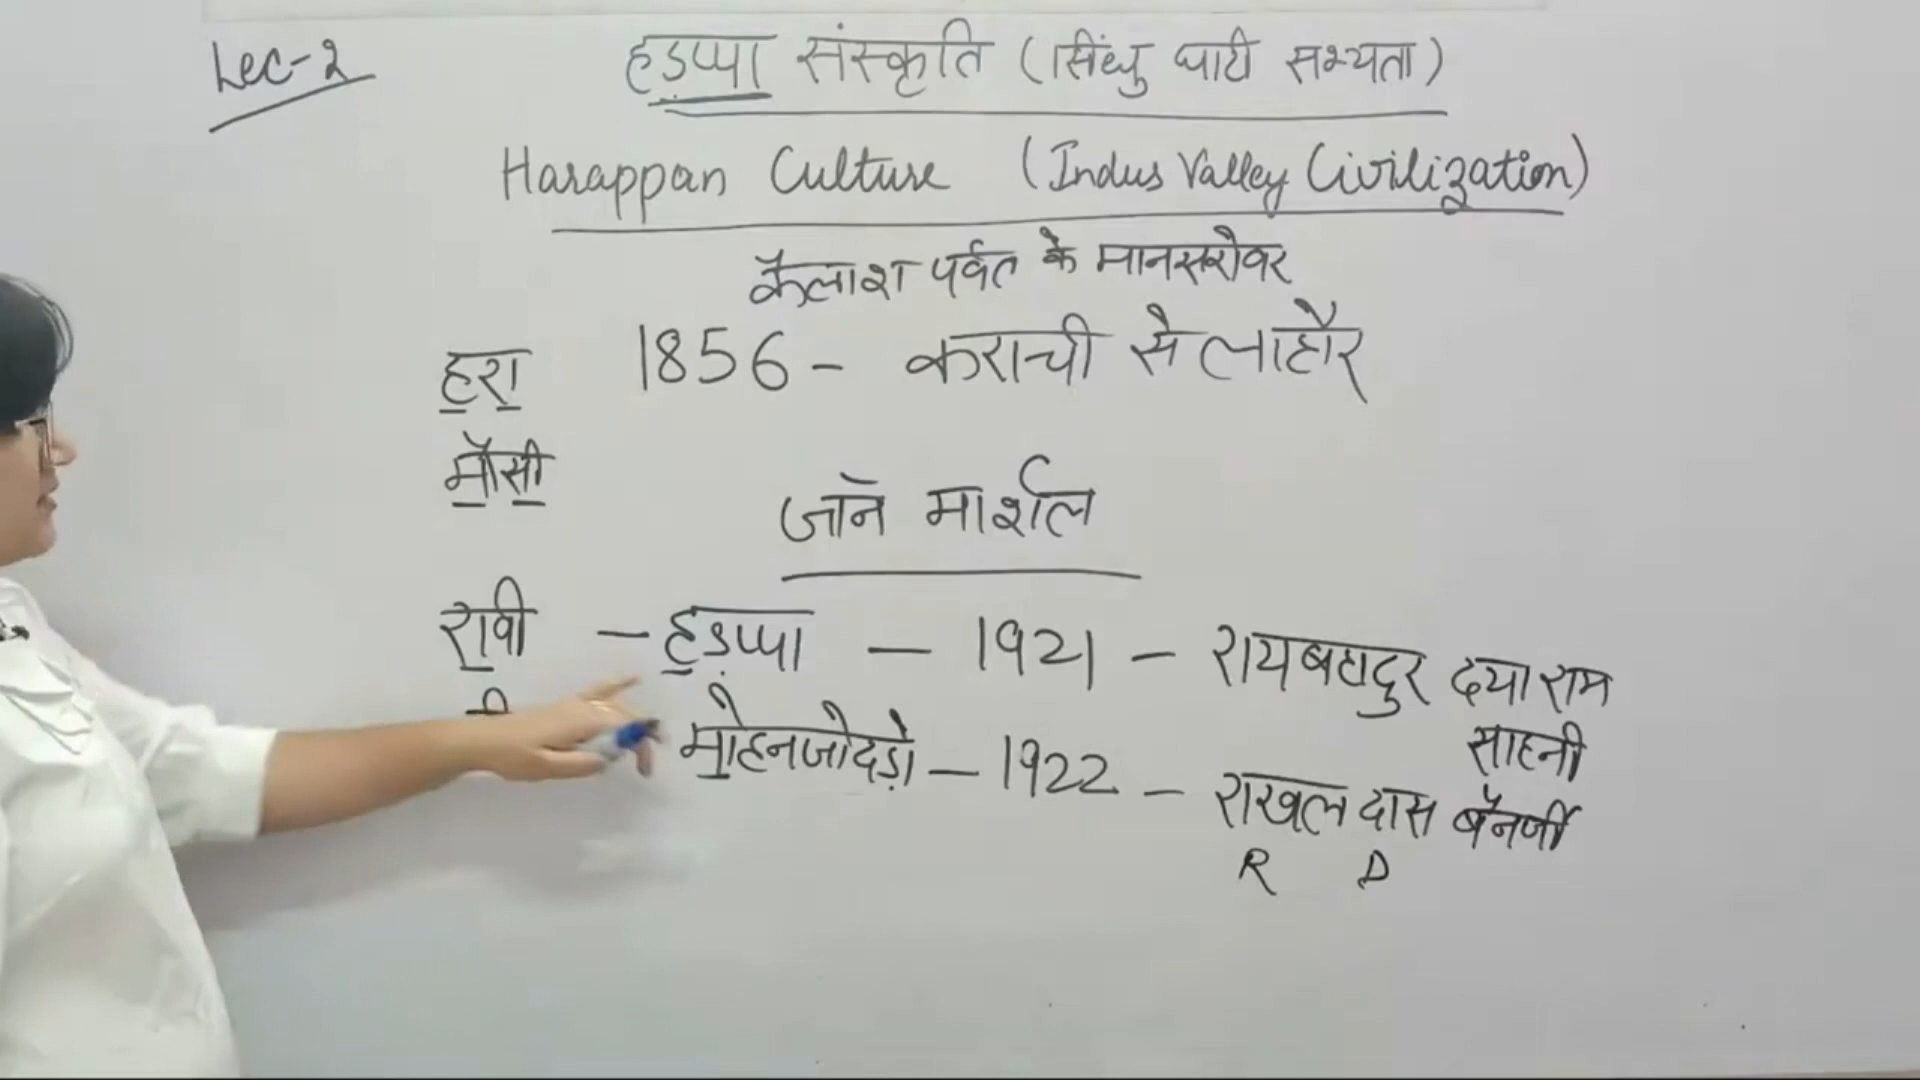 Lec-2
हड़प्पा संस्कृति (सिंधु घाटी सभ्यता)
Harappan Culture (Indus Valley Civilization)
कैलाश पर्वत के मानसरोवर
हरा 1856 - कराची से लाहौर
मोसी
जॉन मार्शल
रावी - हड़प्पा - 1921 - रायबहादुर दयाराम
साहनी
मोहनजोदड़ो - 1922 - राखल दास बैनर्जी
R D